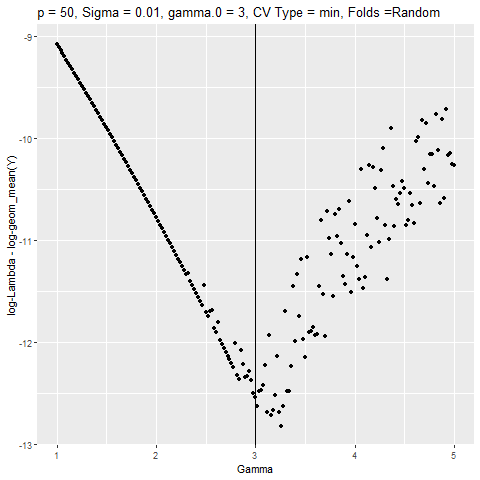 p = 50, Sigma = 0.01, gamma.0 = 3, CV Type = min, Folds =Random
-9
-10
-11
-12
-13
log-Lambda - log-geom_mean(Y)
1 2 3 4 5
Gamma